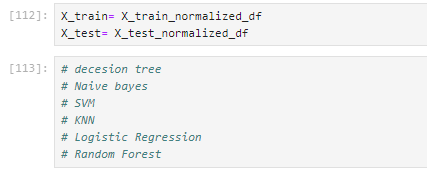 [112]: X_train= X_train_normalized_df
X_test= X_test_normalized_df
[113]: # decesion tree
# Naive bayes
# SVM
# KNN
# Logistic Regression
# Random Forest